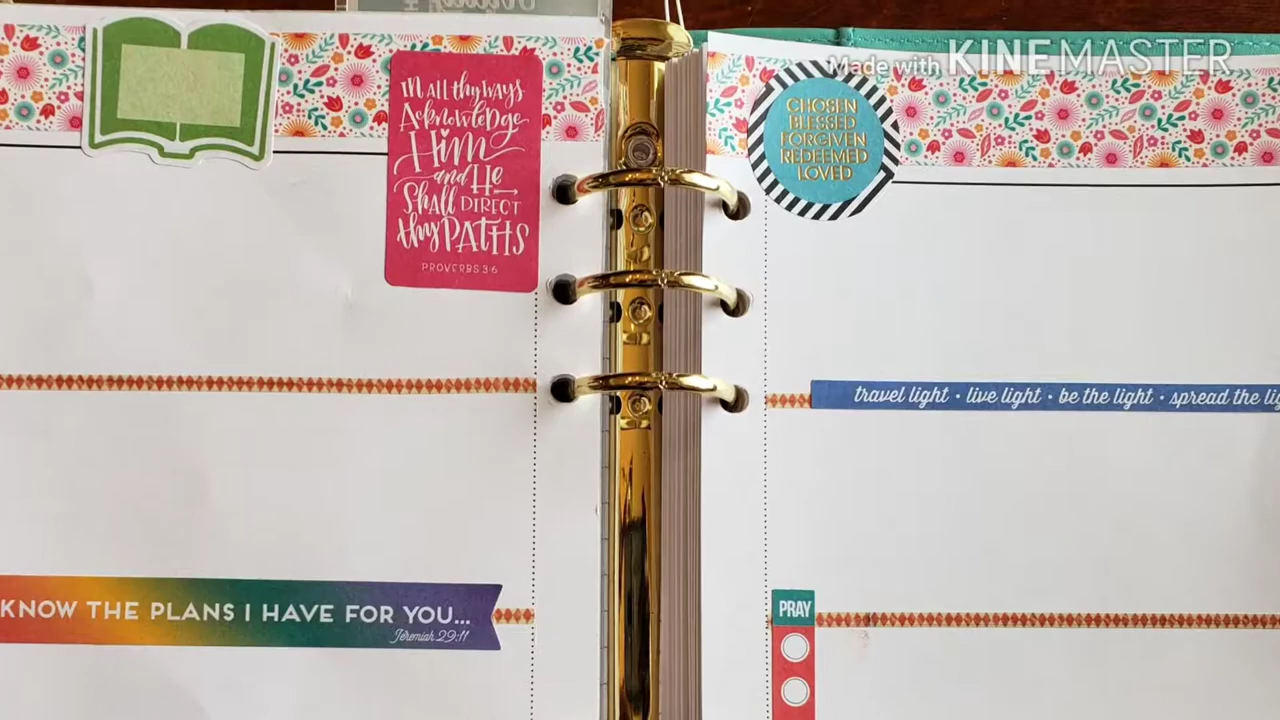 Made with KINEMASTER
In all thy ways
Acknowledge
Him
and He
Shall DIRECT
thy PATHS
PROVERBS 3:6
CHOSEN
BLESSED
FORGIVEN
REDEEMED
LOVED
travel light • live light • be the light • spread the
KNOW THE PLANS I HAVE FOR YOU...
Jeremiah 29:11
PRAY